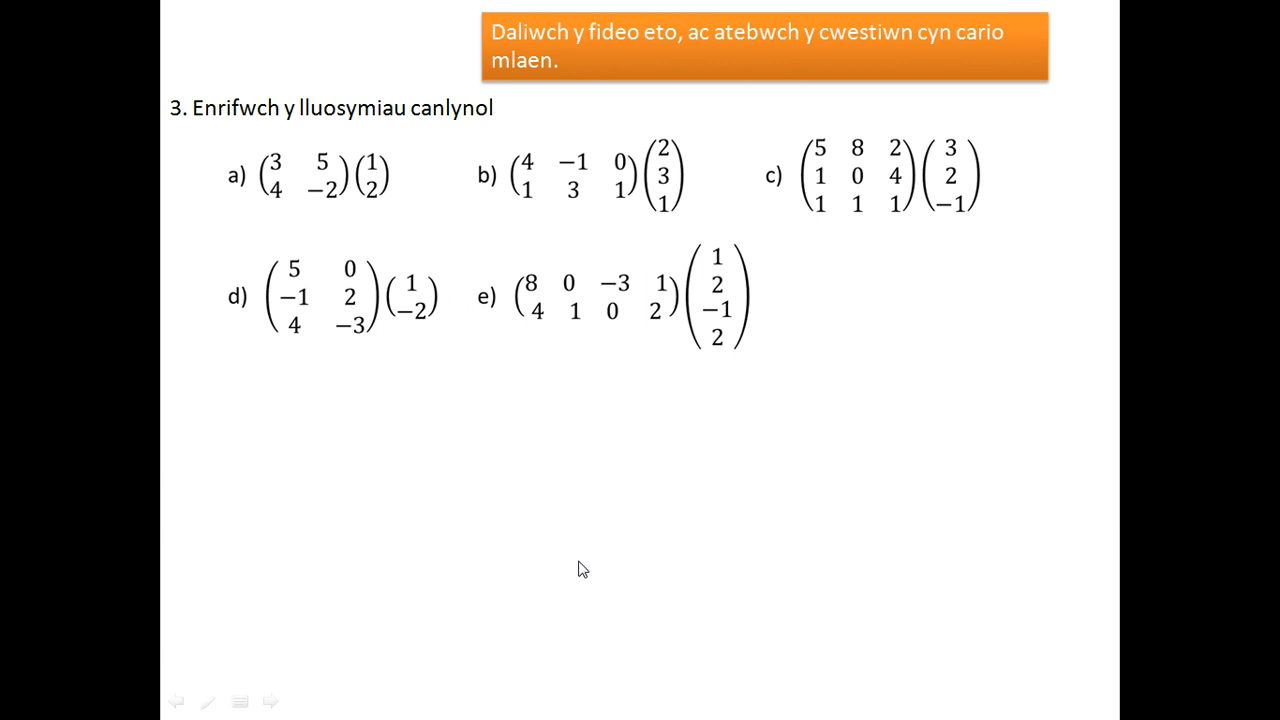 Daliwch y fideo eto, ac atebwch y cwestiwn cyn cario
mlaen.
3. Enrifwch y lluosymiau canlynol
a) (3 5
4 −2)(1
2)
b) (4 −1 0
1 3 1)(2
3
1)
c) (5 8 2
1 0 4
1 1 1)(3
2
−1)
d) (5 0
−1 2
4 −3)(1
−2)
e) (8 0 −3 1
4 1 0 2)(1
2
−1
2)